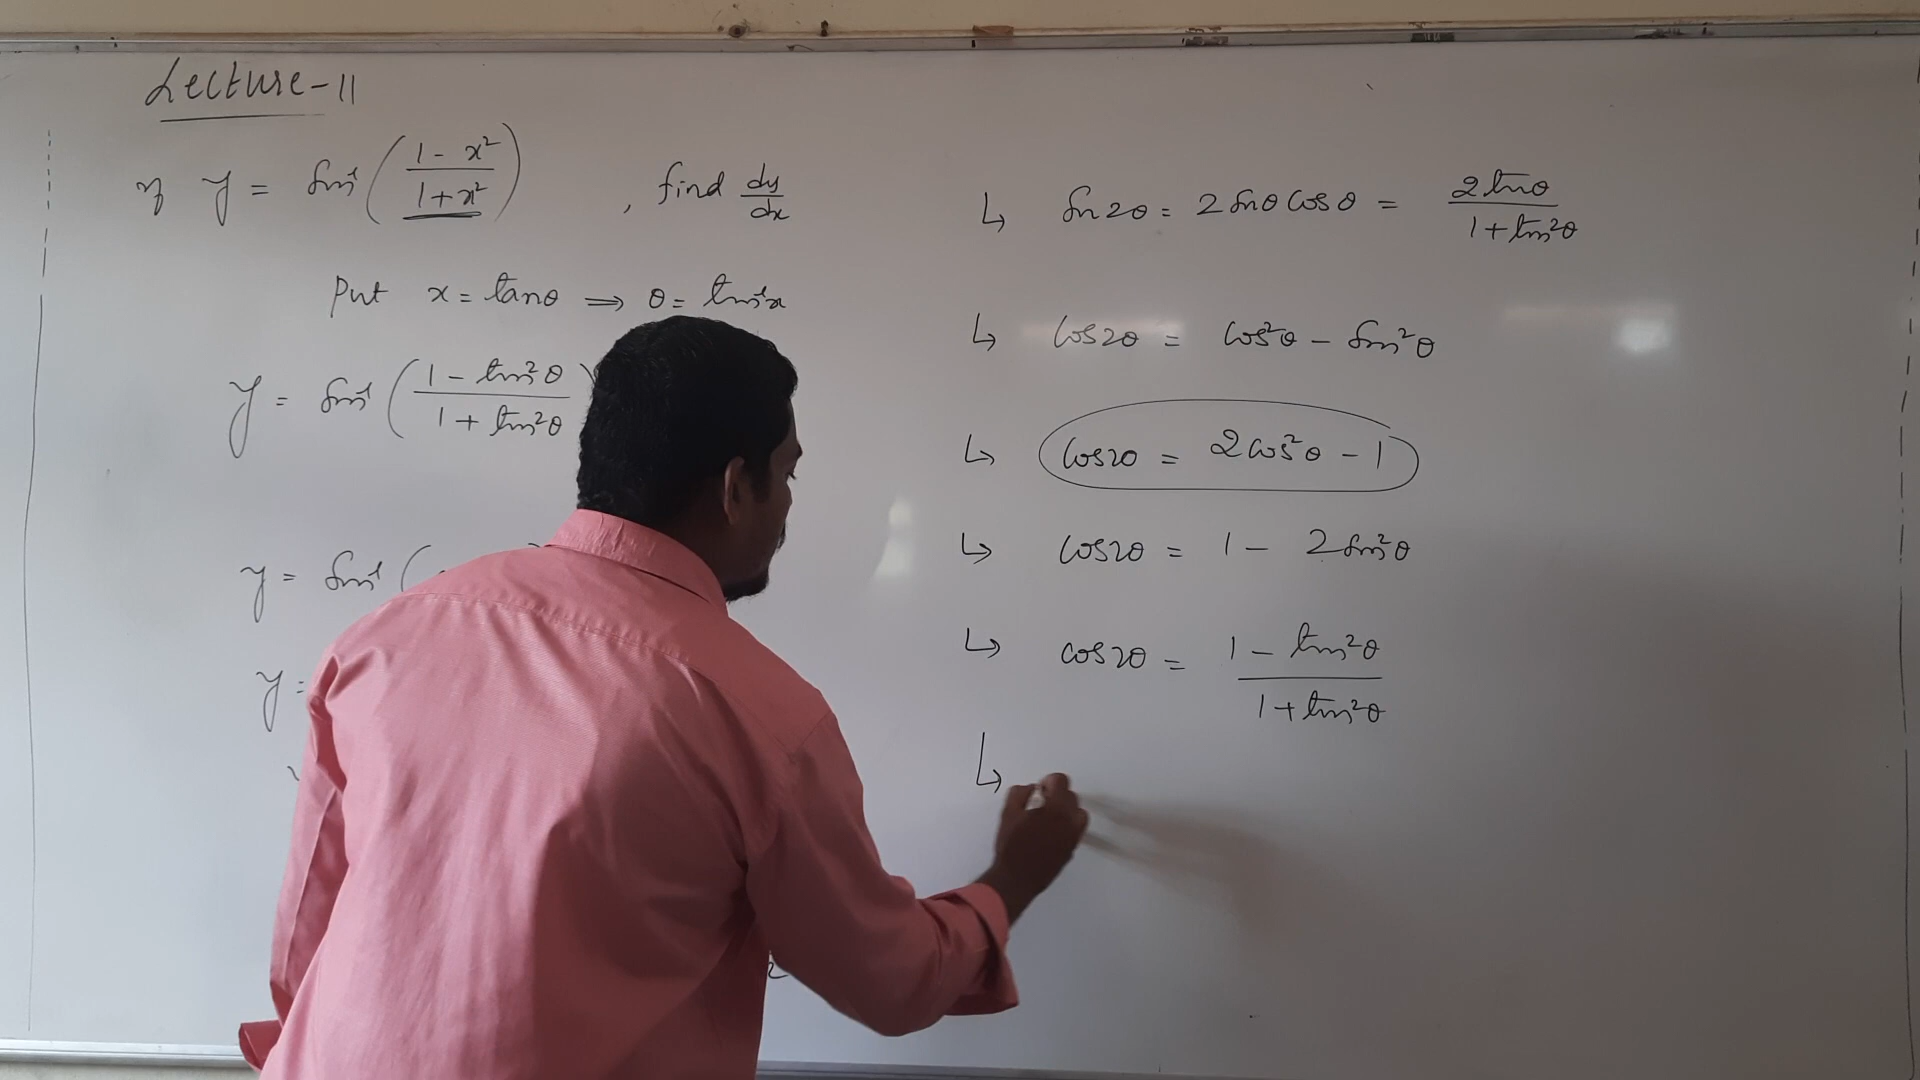 Lecture-11
If y = Sin⁻¹((1 - x²)/(1 + x²)), find dy/dx
Put x = tanθ ⇒ θ = tan⁻¹x
y = Sin⁻¹((1 - tan²θ)/(1 + tan²θ)
y = Sin⁻¹(
y =
↳ Sin2θ = 2 Sinθ Cosθ = 2tanθ/(1 + tan²θ)
↳ Cos2θ = Cos²θ - Sin²θ
↳ Cos2θ = 2Cos²θ - 1
↳ Cos2θ = 1 - 2Sin²θ
↳ Cos2θ = (1 - tan²θ)/(1 + tan²θ)
↳